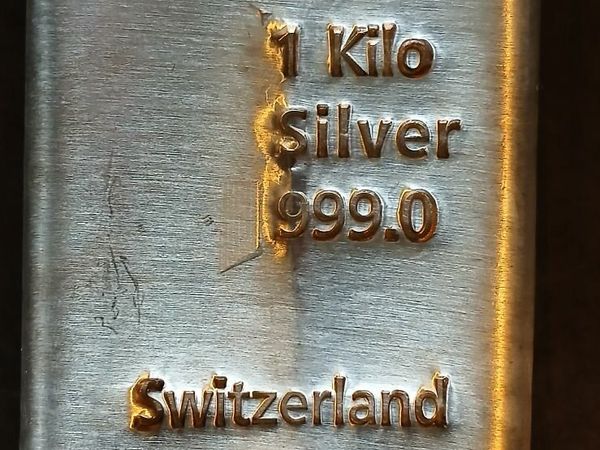 1 Kilo
Silver
999.0
Switzerland